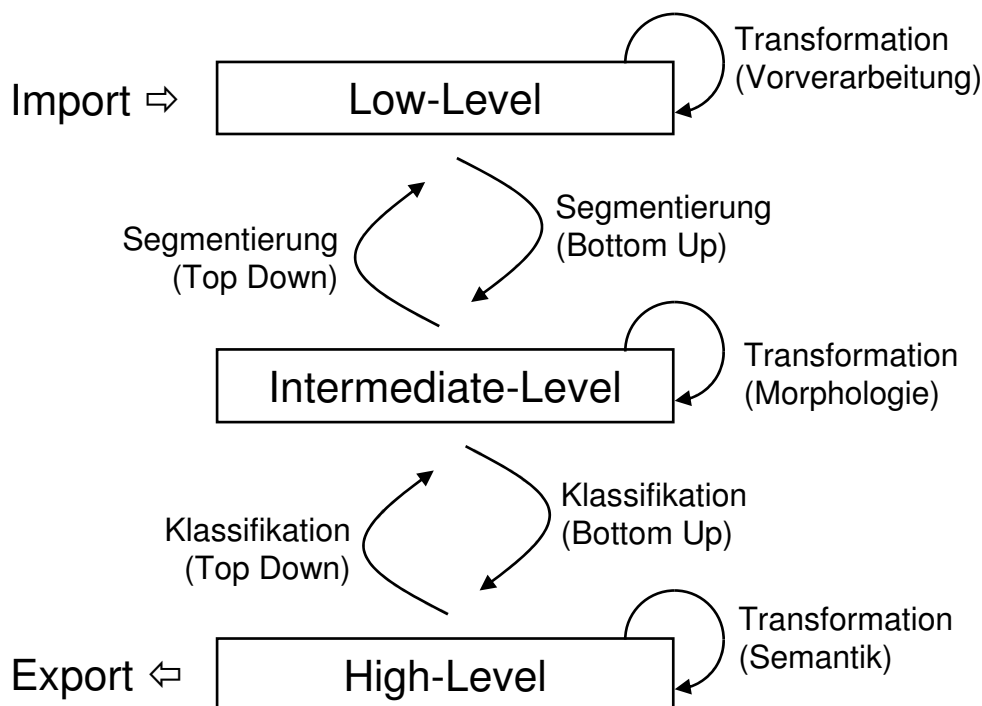 Transformation
(Vorverarbeitung)
Import ⇨
Low-Level
Segmentierung
(Bottom Up)
Segmentierung
(Top Down)
Transformation
(Morphologie)
Intermediate-Level
Klassifikation
(Bottom Up)
Klassifikation
(Top Down)
Transformation
(Semantik)
Export ⇦
High-Level